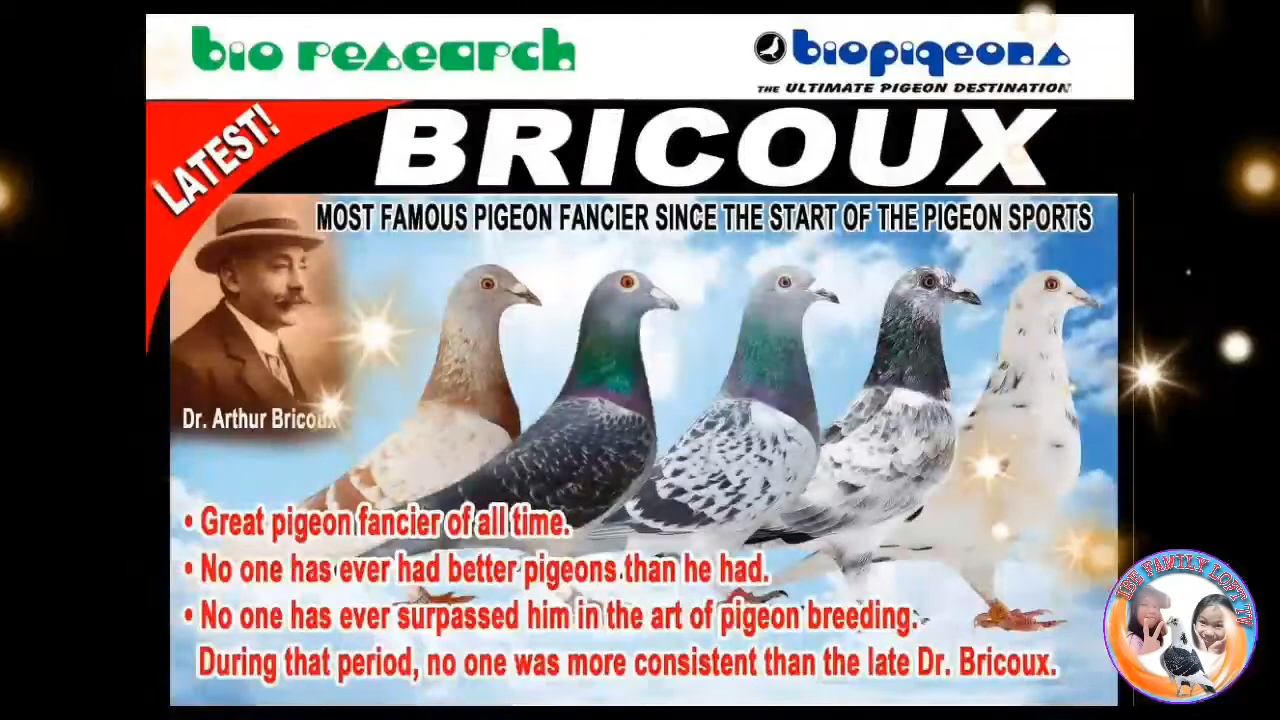 bio research
biopigeons
THE ULTIMATE PIGEON DESTINATION
LATEST!
BRICOUX
MOST FAMOUS PIGEON FANCIER SINCE THE START OF THE PIGEON SPORTS
Dr. Arthur Bricoux
• Great pigeon fancier of all time.
• No one has ever had better pigeons than he had.
• No one has ever surpassed him in the art of pigeon breeding.
During that period, no one was more consistent than the late Dr. Bricoux.
FAMILY LOFT